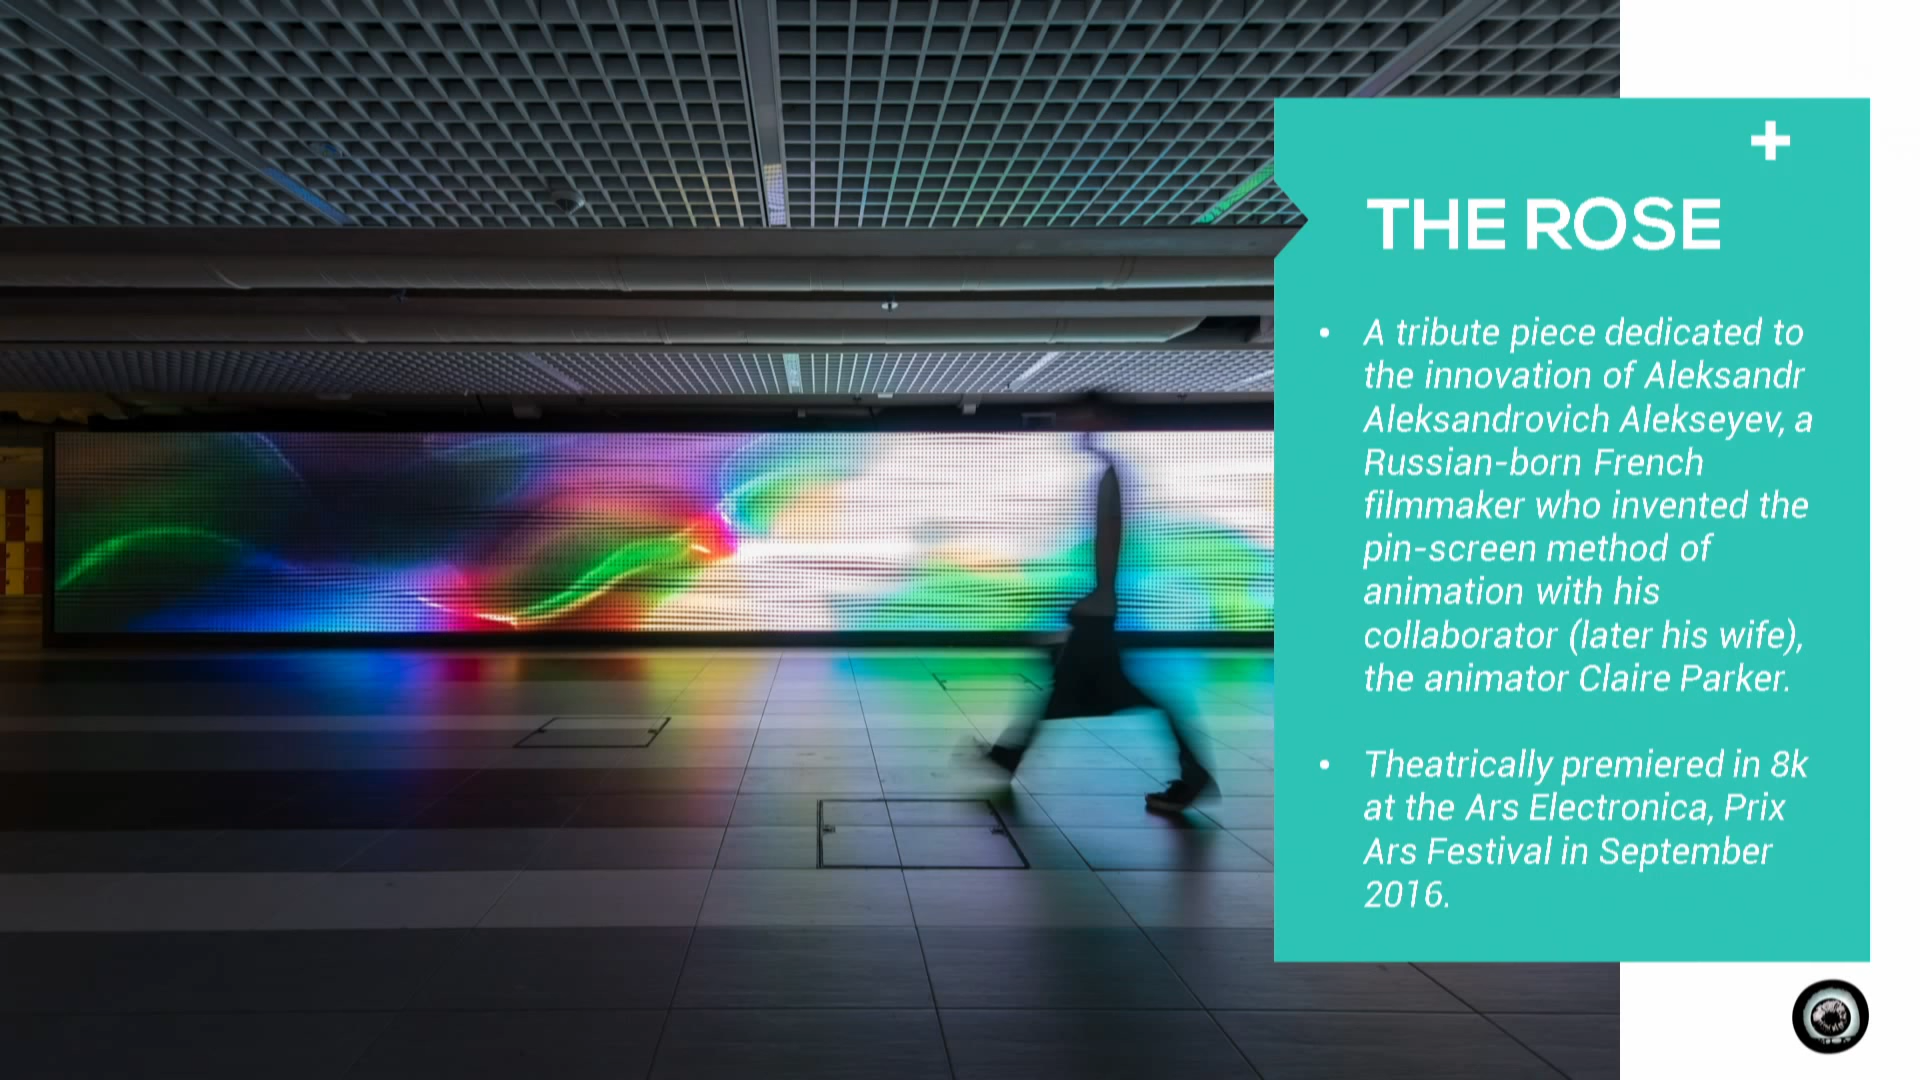 +
THE ROSE
• A tribute piece dedicated to
the innovation of Aleksandr
Aleksandrovich Alekseyev, a
Russian-born French
filmmaker who invented the
pin-screen method of
animation with his
collaborator (later his wife),
the animator Claire Parker.
• Theatrically premiered in 8k
at the Ars Electronica, Prix
Ars Festival in September
2016.